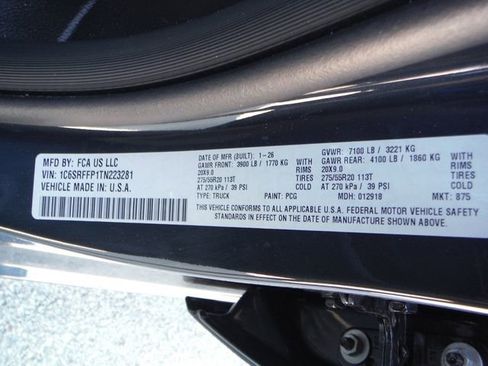 MFD BY: FCA US LLC
VIN: 1C6SRFFP1TN223281
VEHICLE MADE IN: U.S.A.
DATE OF MFR (BUILT): 1-26
GAWR FRONT: 3900 LB / 1770 KG
20X9.0 RIMS
275/55R20 113T TIRES
AT 270 kPa / 39 PSI
TYPE: TRUCK
PAINT: PCG
GVWR: 7100 LB / 3221 KG
GAWR REAR: 4100 LB / 1860 KG
WITH
20X9.0 RIMS
275/55R20 113T TIRES
AT 270 kPa / 39 PSI
MDH: 012918 MKT: 875
THIS VEHICLE CONFORMS TO ALL APPLICABLE U.S.A. FEDERAL MOTOR VEHICLE SAFETY
STANDARDS IN EFFECT ON THE DATE OF MANUFACTURE SHOWN ABOVE.